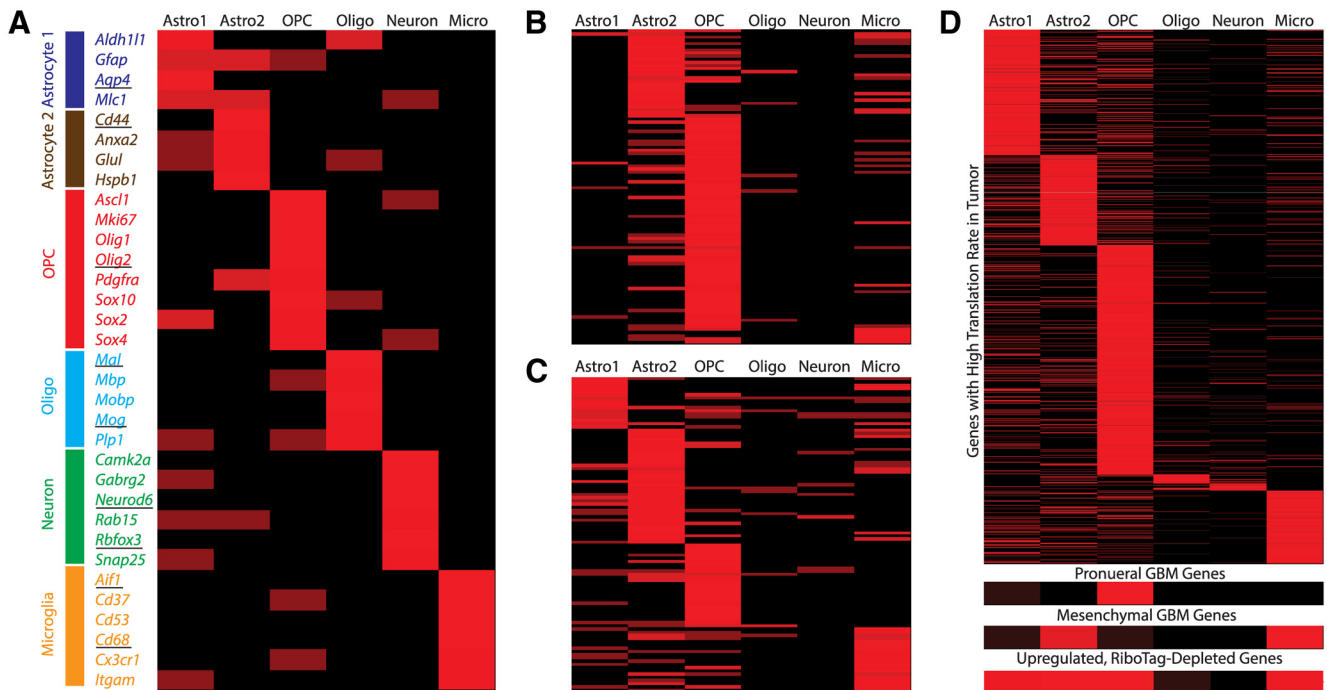 A
Astro1 Astro2 OPC Oligo Neuron Micro
Astrocyte 1
Aldh1l1
Gfap
Aqp4
Mlc1
Astrocyte 2
Cd44
Anxa2
Glul
Hspb1
OPC
Ascl1
Mki67
Olig1
Olig2
Pdgfra
Sox10
Sox2
Sox4
Oligo
Mal
Mbp
Mobp
Mog
Plp1
Neuron
Camk2a
Gabrg2
Neurod6
Rab15
Rbfox3
Snap25
Microglia
Aif1
Cd37
Cd53
Cd68
Cx3cr1
Itgam
B
Astro1 Astro2 OPC Oligo Neuron Micro
C
Astro1 Astro2 OPC Oligo Neuron Micro
D
Astro1 Astro2 OPC Oligo Neuron Micro
Genes with High Translation Rate in Tumor
Pronueral GBM Genes
Mesenchymal GBM Genes
Upregulated, RiboTag-Depleted Genes